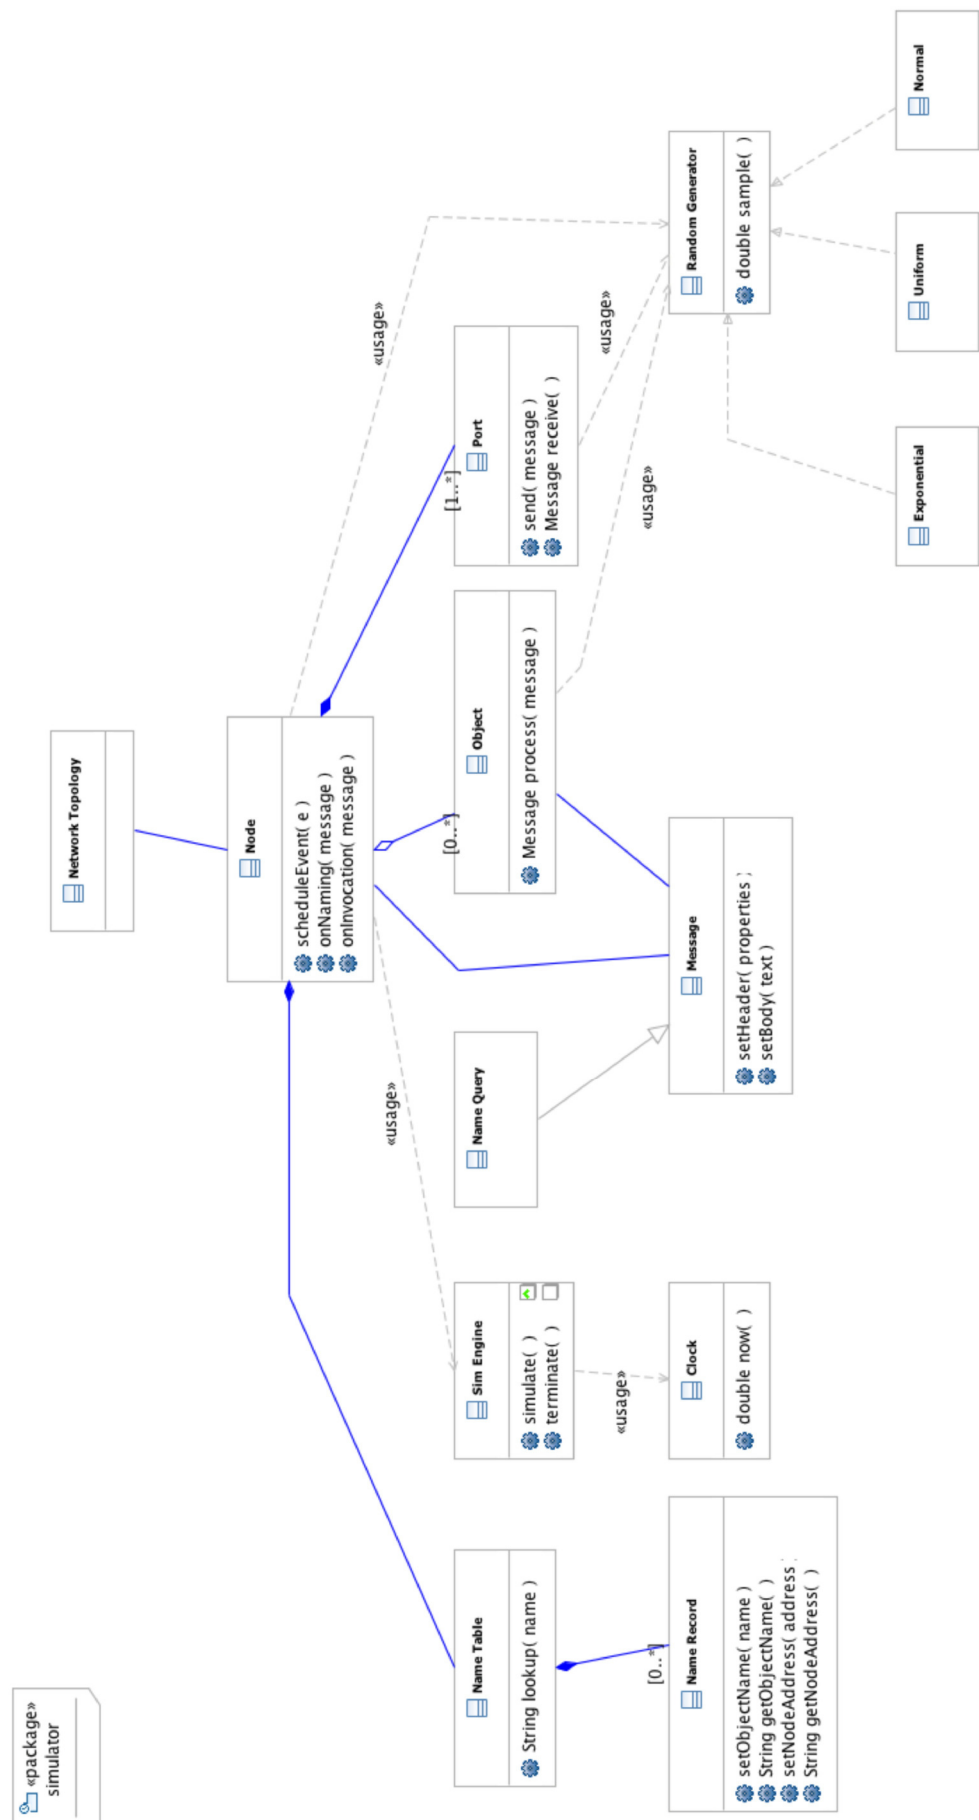 «package»
simulator
Network Topology
Node
scheduleEvent( e )
onNaming( message )
onInvocation( message )
«usage»
«usage»
Name Table
String lookup( name )
Sim Engine
simulate( )
terminate( )
Name Query
[0..*]
Object
Message process( message )
[1..*]
Port
send( message )
Message receive( )
«usage»
«usage»
«usage»
[0..*]
Name Record
setObjectName( name )
String getObjectName( )
setNodeAddress( address
String getNodeAddress( )
Clock
double now( )
Message
setHeader( properties )
setBody( text )
Random Generator
double sample( )
Exponential
Uniform
Normal